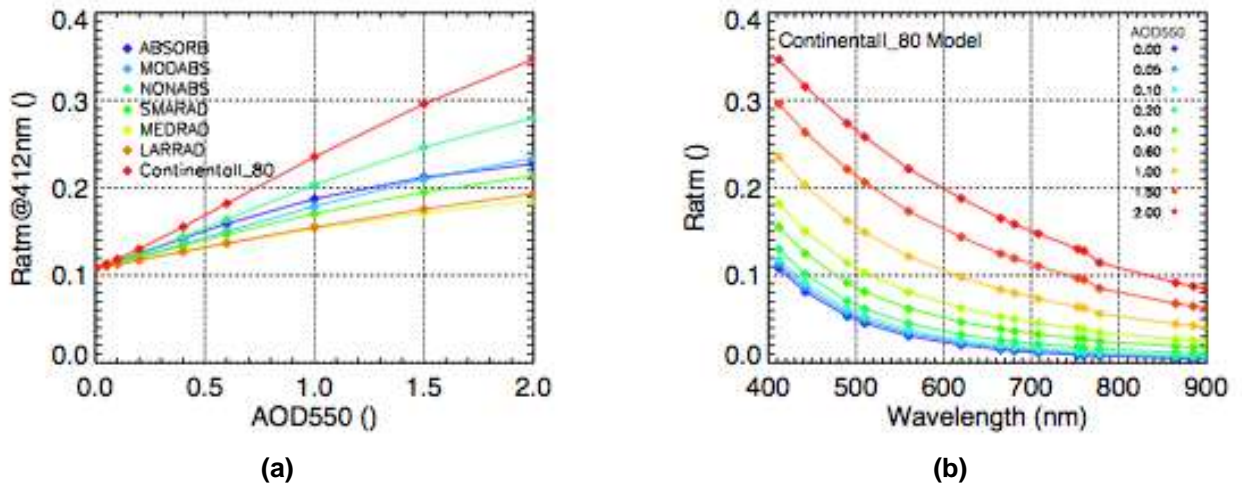 0.4
0.3
0.2
0.1
0.0
Ratm@412nm ()
ABSORB
MODABS
NONABS
SMARAD
MEDRAD
LARRAD
Continentall_80
0.0 0.5 1.0 1.5 2.0
AOD550 ()
(a)
0.4
0.3
0.2
0.1
0.0
Ratm ()
Continentall_80 Model
AOD550
0.00
0.05
0.10
0.20
0.40
0.60
1.00
1.50
2.00
400 500 600 700 800 900
Wavelength (nm)
(b)